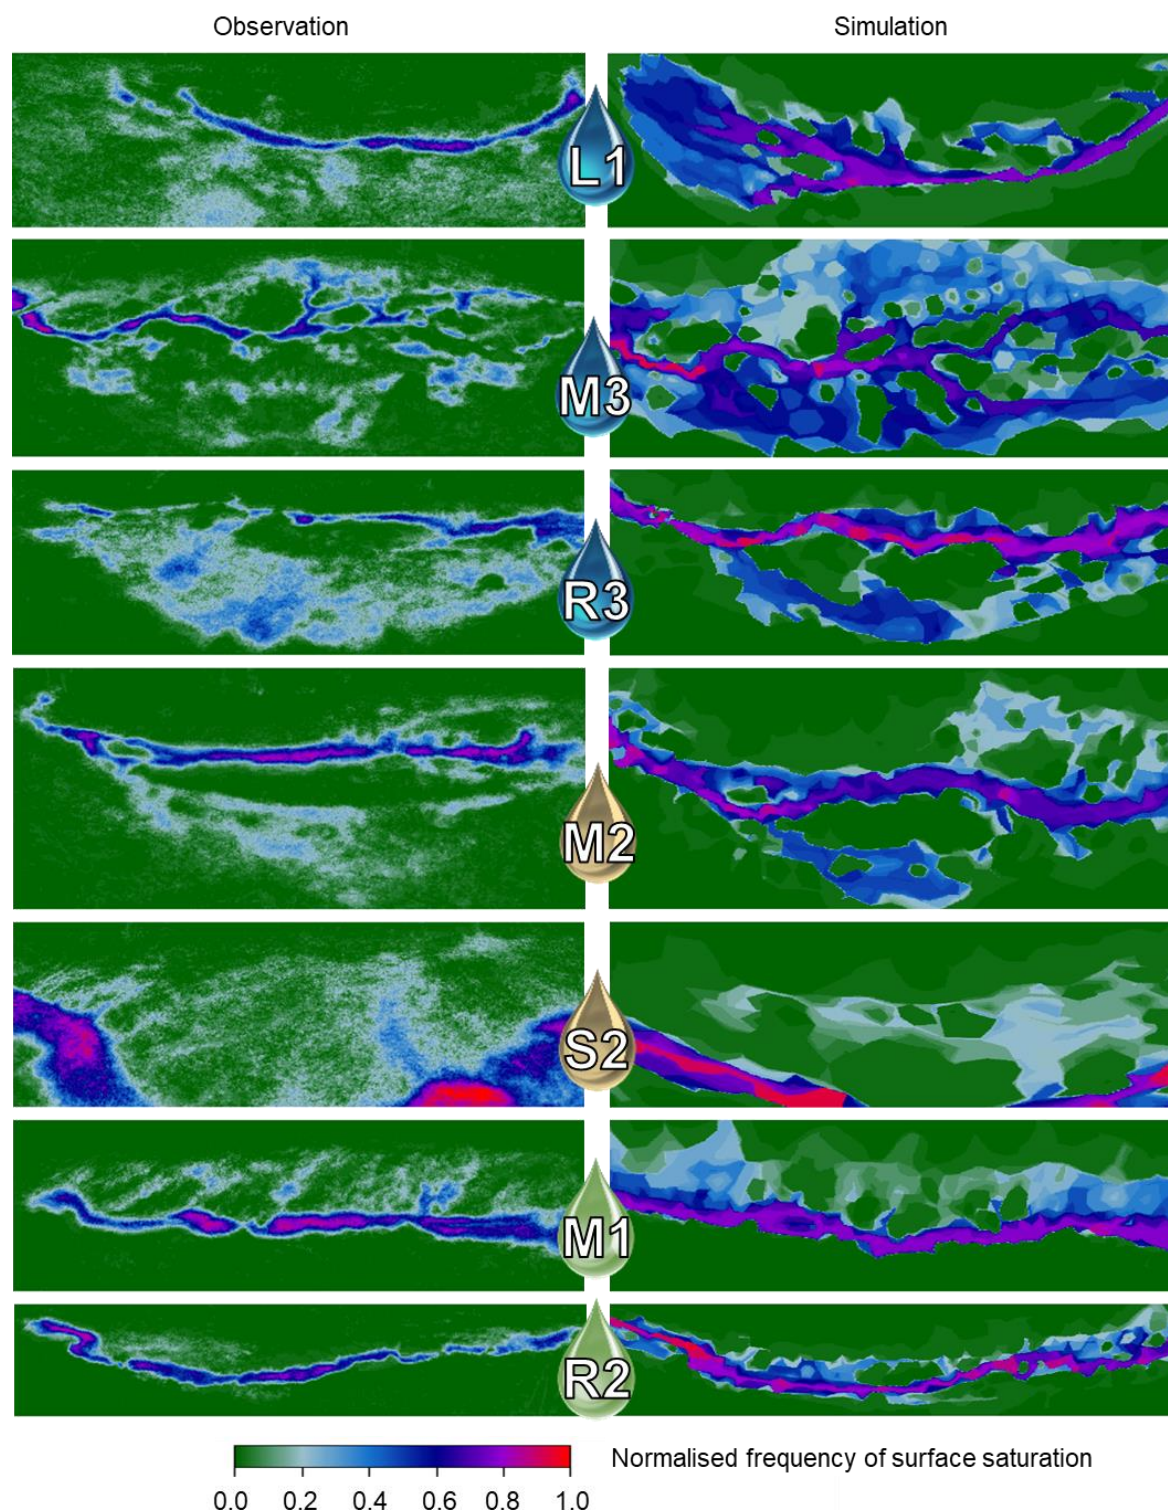 Observation Simulation
L1
M3
R3
M2
S2
M1
R2
Normalised frequency of surface saturation
0.0 0.2 0.4 0.6 0.8 1.0